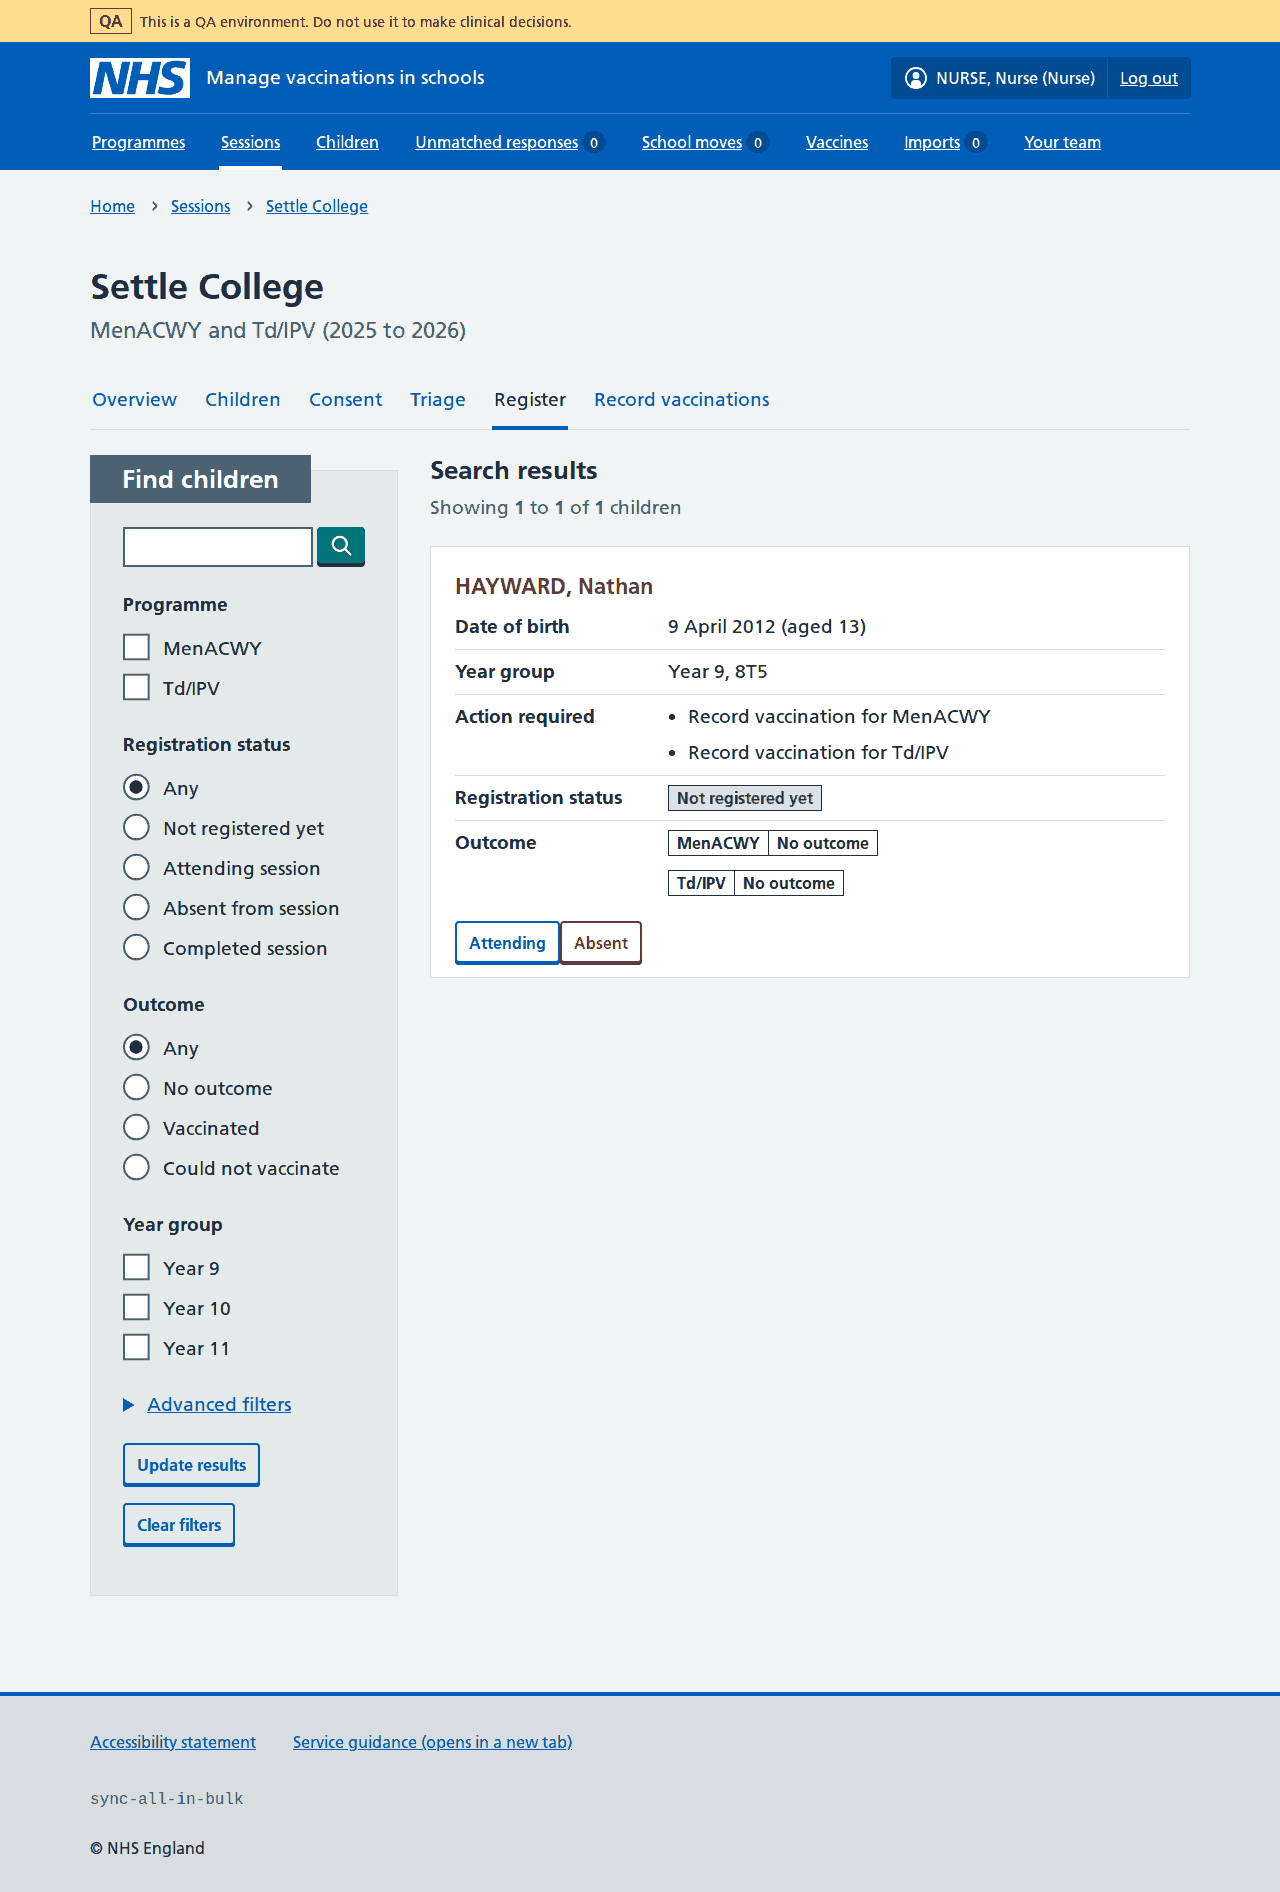 QA This is a QA environment. Do not use it to make clinical decisions.
NHS Manage vaccinations in schools NURSE, Nurse (Nurse) Log out
Programmes Sessions Children Unmatched responses 0 School moves 0 Vaccines Imports 0 Your team
Home Sessions Settle College
Settle College
MenACWY and Td/IPV (2025 to 2026)
Overview Children Consent Triage Register Record vaccinations
Find children
Programme
MenACWY
Td/IPV
Registration status
Any
Not registered yet
Attending session
Absent from session
Completed session
Outcome
Any
No outcome
Vaccinated
Could not vaccinate
Year group
Year 9
Year 10
Year 11
Advanced filters
Update results
Clear filters
Search results
Showing 1 to 1 of 1 children
HAYWARD, Nathan
Date of birth 9 April 2012 (aged 13)
Year group Year 9, 8T5
Action required • Record vaccination for MenACWY
• Record vaccination for Td/IPV
Registration status Not registered yet
Outcome MenACWY No outcome
Td/IPV No outcome
Attending Absent
Accessibility statement Service guidance (opens in a new tab)
sync-all-in-bulk
© NHS England